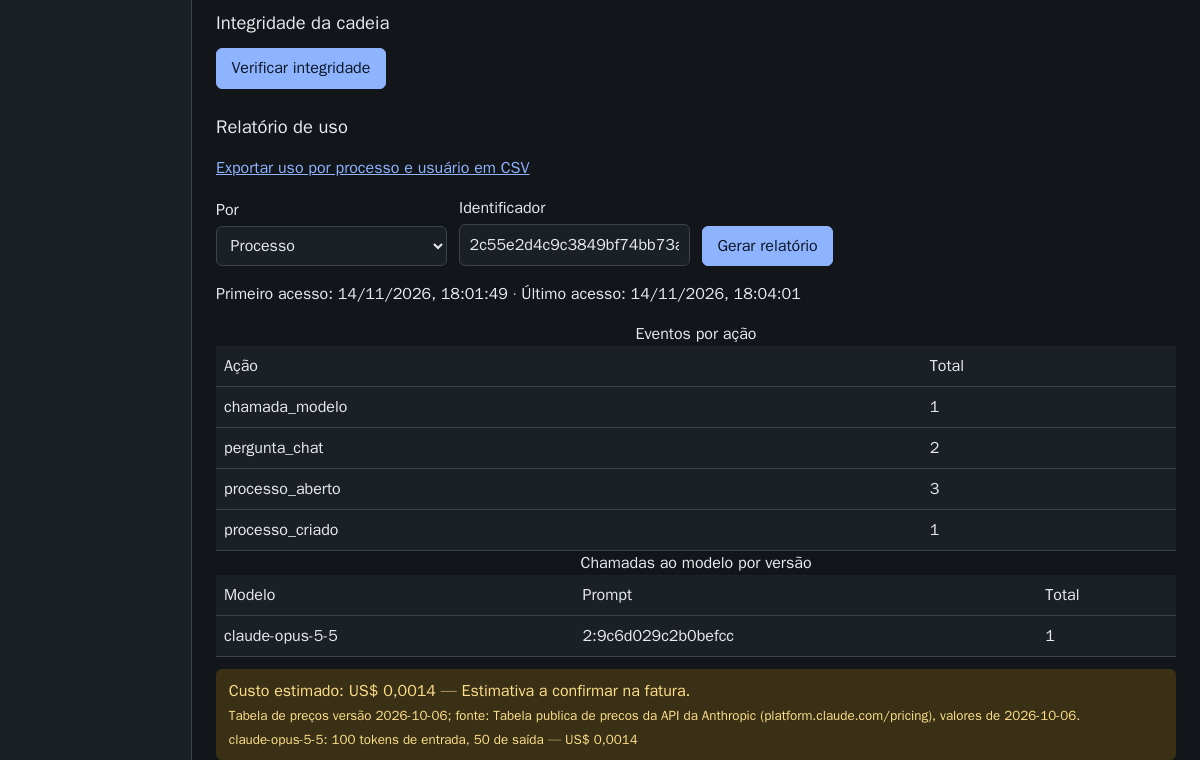 Integridade da cadeia
Verificar integridade
Relatório de uso
Exportar uso por processo e usuário em CSV
Por
Identificador
Processo
2c55e2d4c9c3849bf74bb73a
Gerar relatório
Primeiro acesso: 14/11/2026, 18:01:49 · Último acesso: 14/11/2026, 18:04:01
Eventos por ação
Ação Total
chamada_modelo 1
pergunta_chat 2
processo_aberto 3
processo_criado 1
Chamadas ao modelo por versão
Modelo Prompt Total
claude-opus-5-5 2:9c6d029c2b0befcc 1
Custo estimado: US$ 0,0014 — Estimativa a confirmar na fatura.
Tabela de preços versão 2026-10-06; fonte: Tabela publica de precos da API da Anthropic (platform.claude.com/pricing), valores de 2026-10-06.
claude-opus-5-5: 100 tokens de entrada, 50 de saída — US$ 0,0014